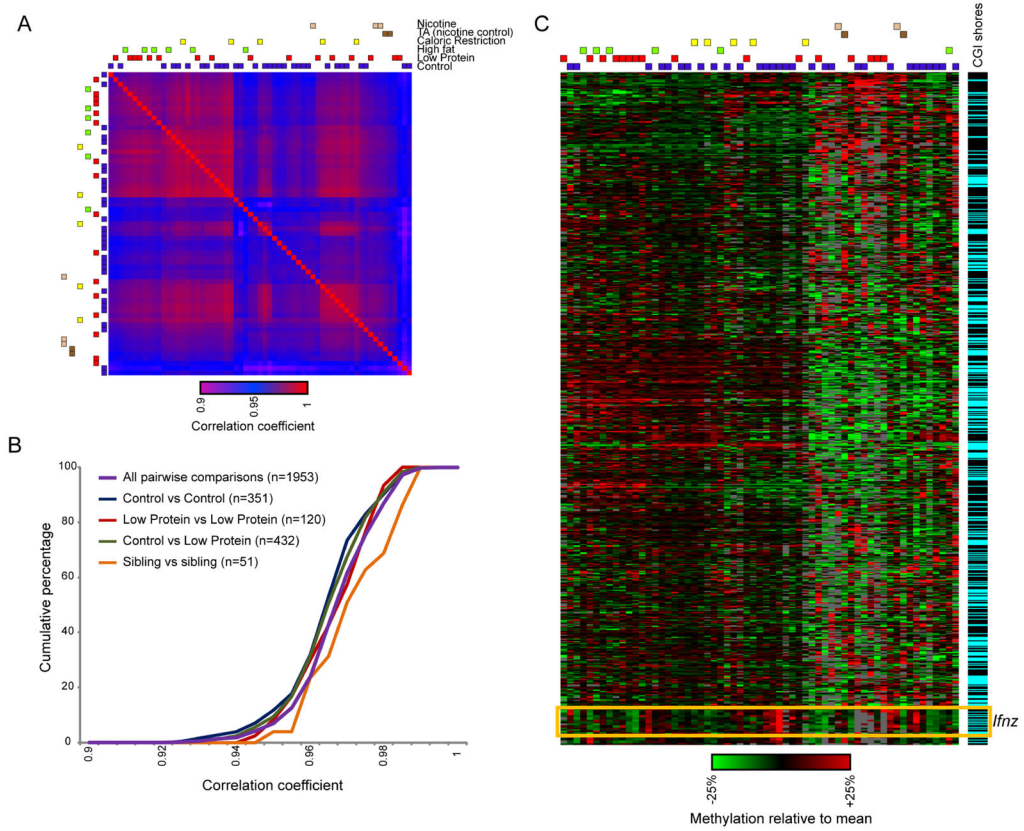 A
Nicotine
TA (nicotine control)
Caloric Restriction
High fat
Low Protein
Control
0.9
0.95
1
Correlation coefficient
B
100
80
60
40
20
0
Cumulative percentage
All pairwise comparisons (n=1953)
Control vs Control (n=351)
Low Protein vs Low Protein (n=120)
Control vs Low Protein (n=432)
Sibling vs sibling (n=51)
0.9
0.92
0.94
0.96
0.98
1
Correlation coefficient
C
CGI shores
Ifnz
-25%
+25%
Methylation relative to mean